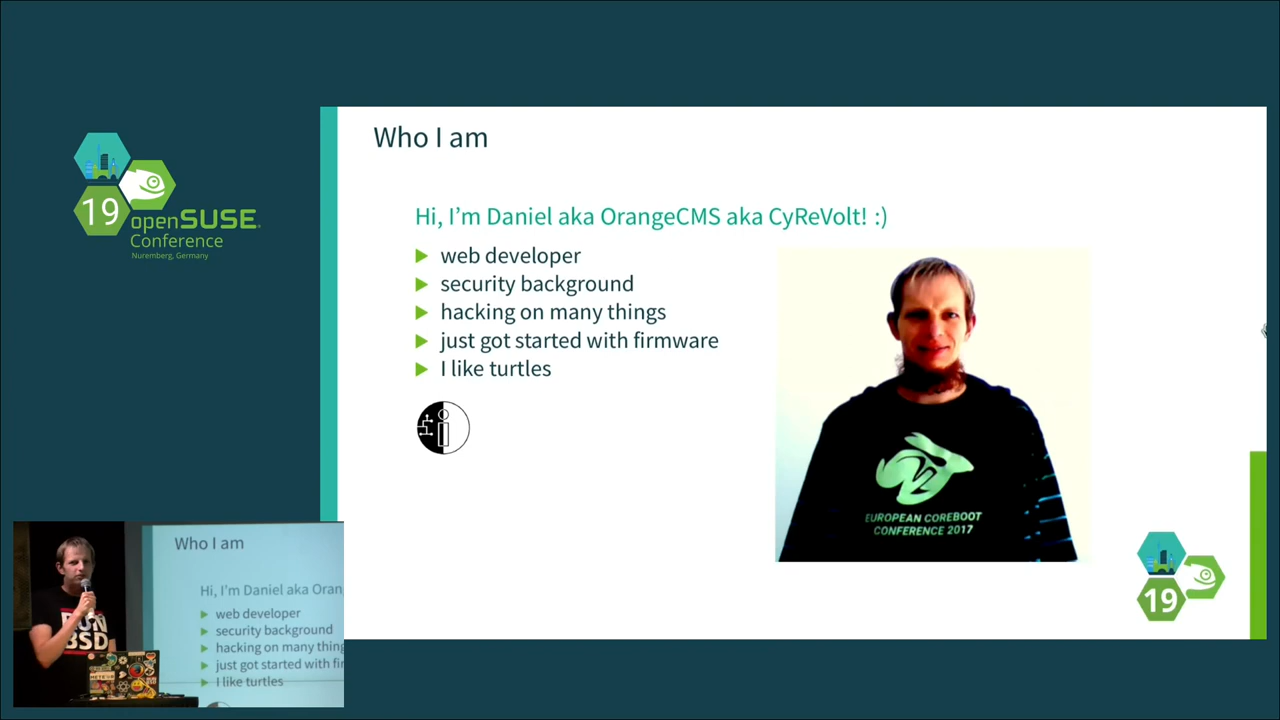 Who I am
Hi, I'm Daniel aka OrangeCMS aka CyReVolt! :)
web developer
security background
hacking on many things
just got started with firmware
I like turtles
EUROPEAN COREBOOT
CONFERENCE 2017
19
19
openSUSE
Conference
Nuremberg, Germany
Who I am
Hi, I'm Daniel aka Oran
web developer
security background
hacking on many thing
just got started with fir
I like turtles
RUN
BSD